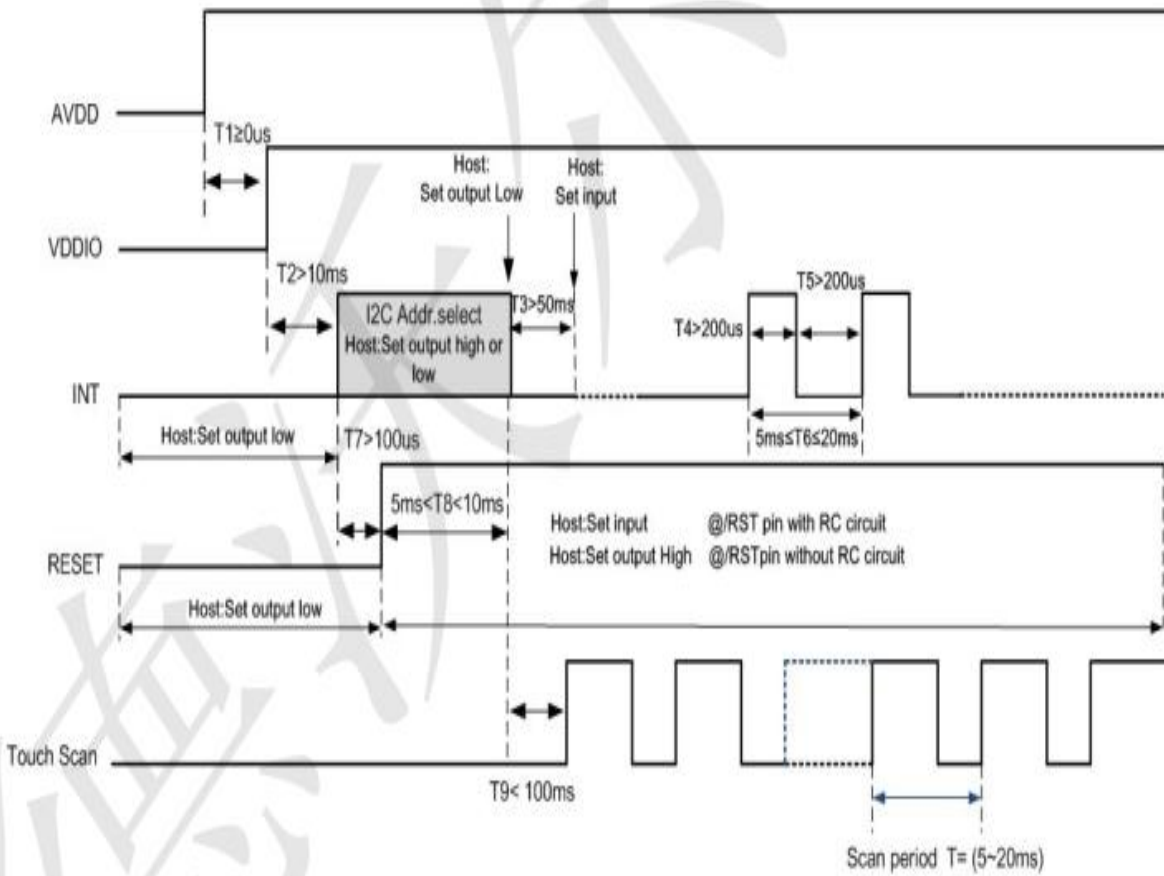 AVDD
T1≥0us
Host:
Set output Low
Host:
Set input
VDDIO
T2>10ms
T5>200us
I2C Addr.select
Host:Set output high or
low
T3>50ms
T4>200us
INT
Host:Set output low
T7>100us
5ms≤T6≤20ms
5ms<T8<10ms
Host:Set input @/RST pin with RC circuit
Host:Set output High @/RSTpin without RC circuit
RESET
Host:Set output low
Touch Scan
T9< 100ms
Scan period T= (5~20ms)